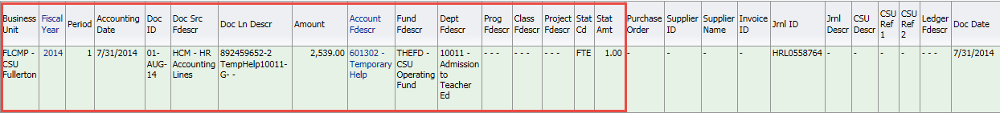 Business Unit | Fiscal Year | Period | Accounting Date | Doc ID | Doc Src Fdescr | Doc Ln Descr | Amount | Account Fdescr | Fund Fdescr | Dept Fdescr | Prog Fdescr | Class Fdescr | Project Fdescr | Stat Cd | Stat Amt | Purchase Order | Supplier ID | Supplier Name | Invoice ID | Jrnl ID | Jrnl Descr | CSU Descr | CSU Ref 1 | CSU Ref 2 | Ledger Fdescr | Doc Date
FLCMP - CSU Fullerton | 2014 | 1 | 7/31/2014 | 01-AUG-14 | HCM - HR Accounting Lines | 892459652-2 TempHelp10011-G- - | 2,539.00 | 601302 - Temporary Help | THEFD - CSU Operating Fund | 10011 - Admission to Teacher Ed | - - - | - - - | - - - | FTE | 1.00 | - | - | - | - | HRL0558764 | - | - | - | - | - - - | 7/31/2014